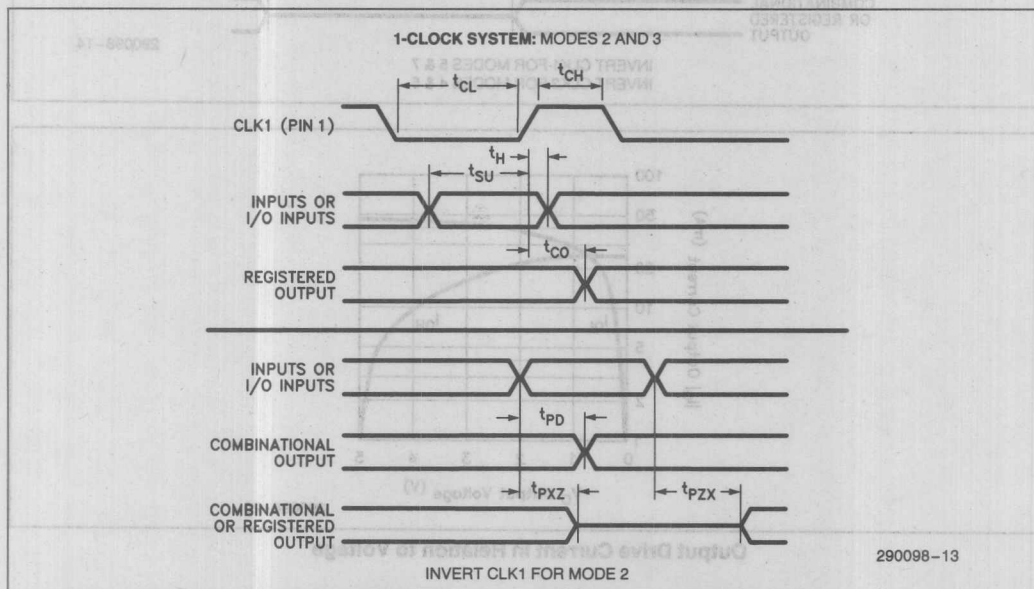 1-CLOCK SYSTEM: MODES 2 AND 3
tCL
tCH
CLK1 (PIN 1)
tH
tSU
INPUTS OR
I/O INPUTS
tCO
REGISTERED
OUTPUT
INPUTS OR
I/O INPUTS
tPD
COMBINATIONAL
OUTPUT
tPXZ
tPZX
COMBINATIONAL
OR REGISTERED
OUTPUT
INVERT CLK1 FOR MODE 2
290098-13